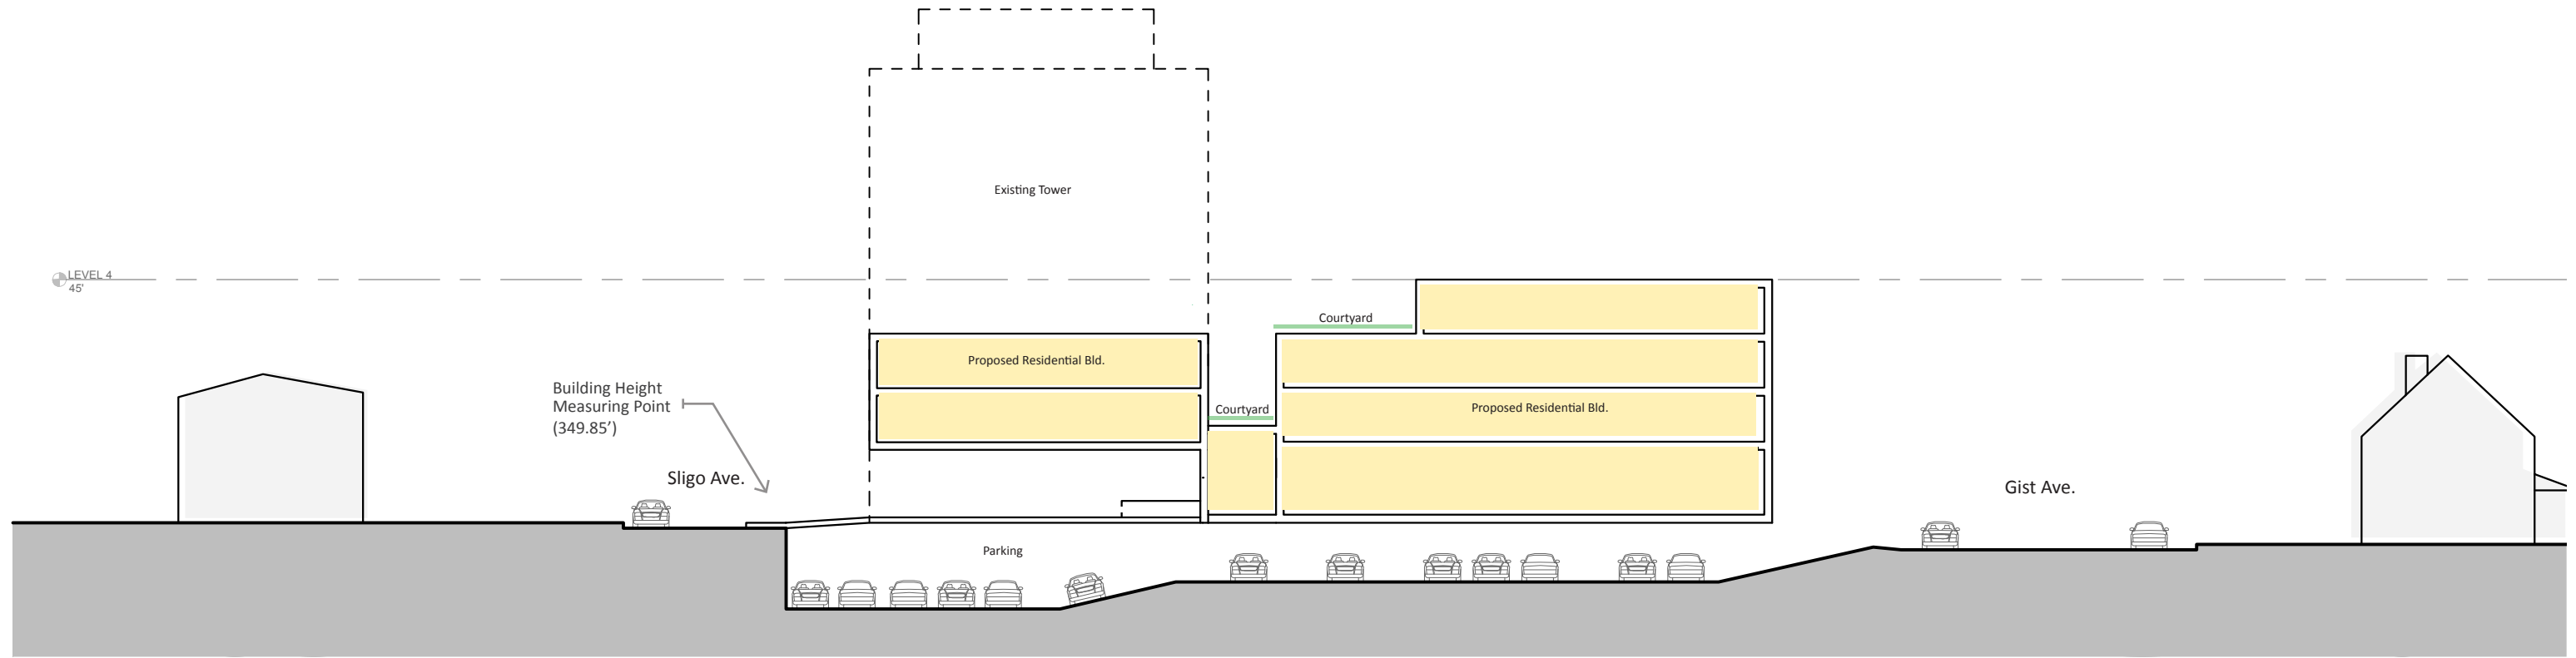 Existing Tower
LEVEL 4
45'
Courtyard
Proposed Residential Bld.
Building Height
Measuring Point
(349.85’)
Courtyard
Proposed Residential Bld.
Sligo Ave.
Gist Ave.
Parking